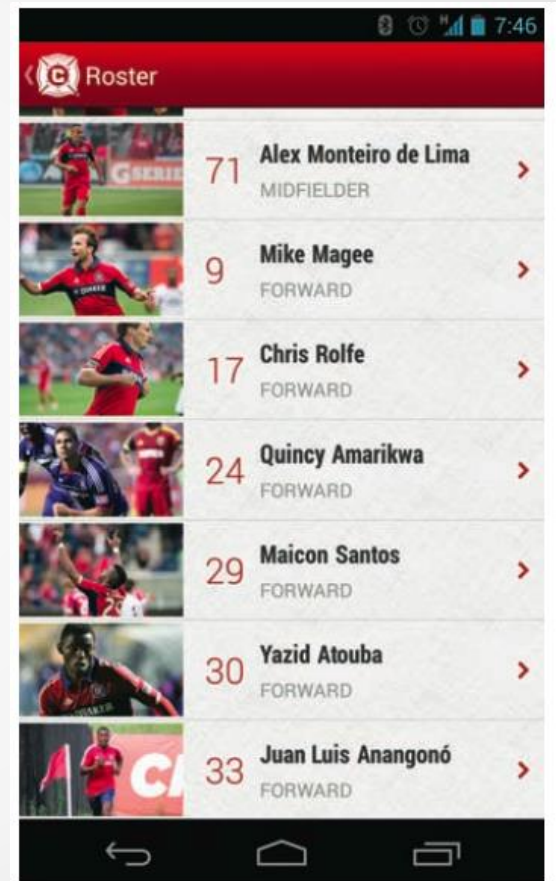 H 7:46
C Roster
71 Alex Monteiro de Lima
MIDFIELDER
9 Mike Magee
FORWARD
17 Chris Rolfe
FORWARD
24 Quincy Amarikwa
FORWARD
29 Maicon Santos
FORWARD
30 Yazid Atouba
FORWARD
33 Juan Luis Anangonó
FORWARD